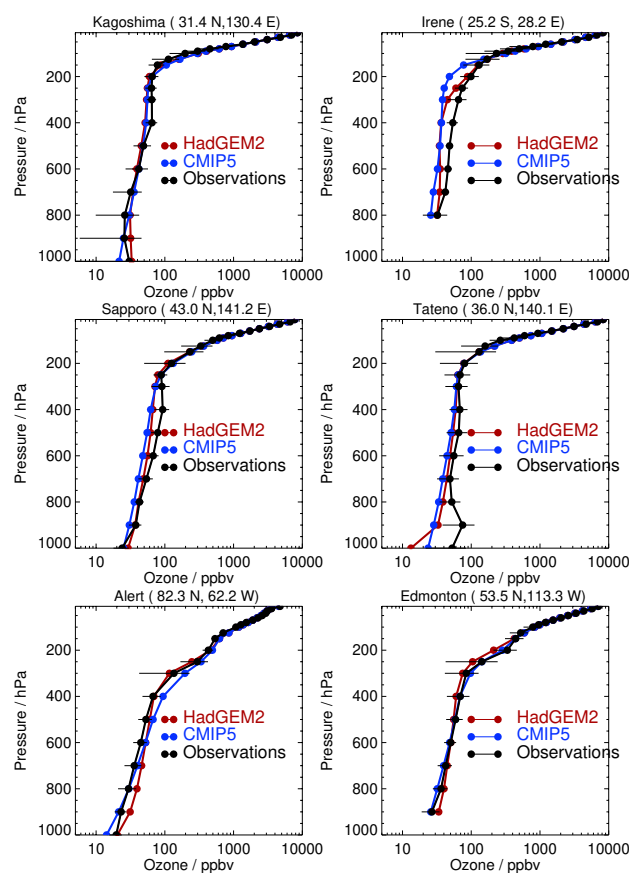 Kagoshima ( 31.4 N,130.4 E)
Pressure / hPa
200
400
600
800
1000
HadGEM2
CMIP5
Observations
10 100 1000 10000
Ozone / ppbv
Irene ( 25.2 S, 28.2 E)
Pressure / hPa
200
400
600
800
1000
HadGEM2
CMIP5
Observations
10 100 1000 10000
Ozone / ppbv
Sapporo ( 43.0 N,141.2 E)
Pressure / hPa
200
400
600
800
1000
HadGEM2
CMIP5
Observations
10 100 1000 10000
Ozone / ppbv
Tateno ( 36.0 N,140.1 E)
Pressure / hPa
200
400
600
800
1000
HadGEM2
CMIP5
Observations
10 100 1000 10000
Ozone / ppbv
Alert ( 82.3 N, 62.2 W)
Pressure / hPa
200
400
600
800
1000
HadGEM2
CMIP5
Observations
10 100 1000 10000
Ozone / ppbv
Edmonton ( 53.5 N,113.3 W)
Pressure / hPa
200
400
600
800
1000
HadGEM2
CMIP5
Observations
10 100 1000 10000
Ozone / ppbv